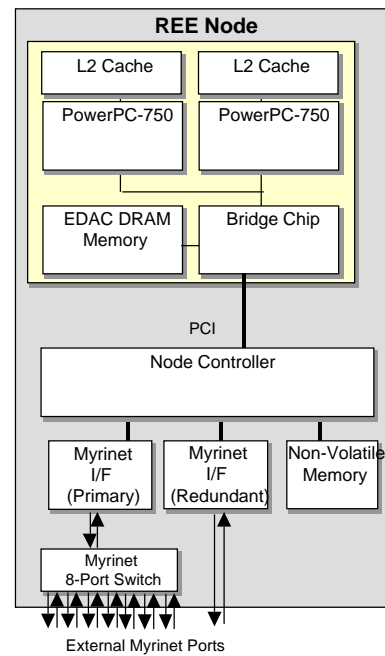 REE Node
L2 Cache
L2 Cache
PowerPC-750
PowerPC-750
EDAC DRAM
Memory
Bridge Chip
PCI
Node Controller
Myrinet
I/F
(Primary)
Myrinet
I/F
(Redundant)
Non-Volatile
Memory
Myrinet
8-Port Switch
External Myrinet Ports